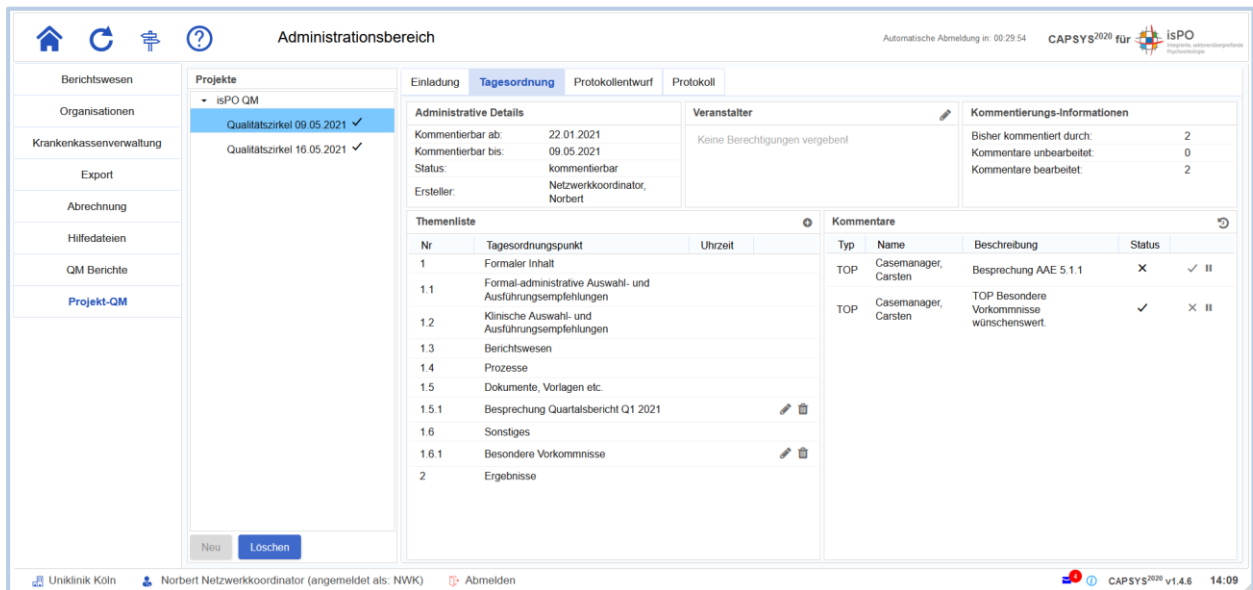 Administrationsbereich
Automatische Abmeldung in: 00:29:54
CAPSYS2020 für
isPO
Integrierte, sektorenübergreifende
Psychoonkologie
Berichtswesen
Organisationen
Krankenkassenverwaltung
Export
Abrechnung
Hilfedateien
QM Berichte
Projekt-QM
Projekte
isPO QM
Qualitätszirkel 09.05.2021
Qualitätszirkel 16.05.2021
Neu Löschen
Einladung Tagesordnung Protokollentwurf Protokoll
Administrative Details
Kommentierbar ab: 22.01.2021
Kommentierbar bis: 09.05.2021
Status: kommentierbar
Ersteller: Netzwerkkoordinator,
Norbert
Veranstalter
Keine Berechtigungen vergeben!
Kommentierungs-Informationen
Bisher kommentiert durch: 2
Kommentare unbearbeitet: 0
Kommentare bearbeitet: 2
Themenliste
Nr Tagesordnungspunkt Uhrzeit
1 Formaler Inhalt
1.1 Formal-administrative Auswahl- und
Ausführungsempfehlungen
1.2 Klinische Auswahl- und
Ausführungsempfehlungen
1.3 Berichtswesen
1.4 Prozesse
1.5 Dokumente, Vorlagen etc.
1.5.1 Besprechung Quartalsbericht Q1 2021
1.6 Sonstiges
1.6.1 Besondere Vorkommnisse
2 Ergebnisse
Kommentare
Typ Name Beschreibung Status
TOP Casemanager,
Carsten Besprechung AAE 5.1.1
TOP Casemanager,
Carsten TOP Besondere
Vorkommnisse
wünschenswert.
Uniklinik Köln Norbert Netzwerkkoordinator (angemeldet als: NWK) Abmelden
4 CAPSYS2020 v1.4.6 14:09